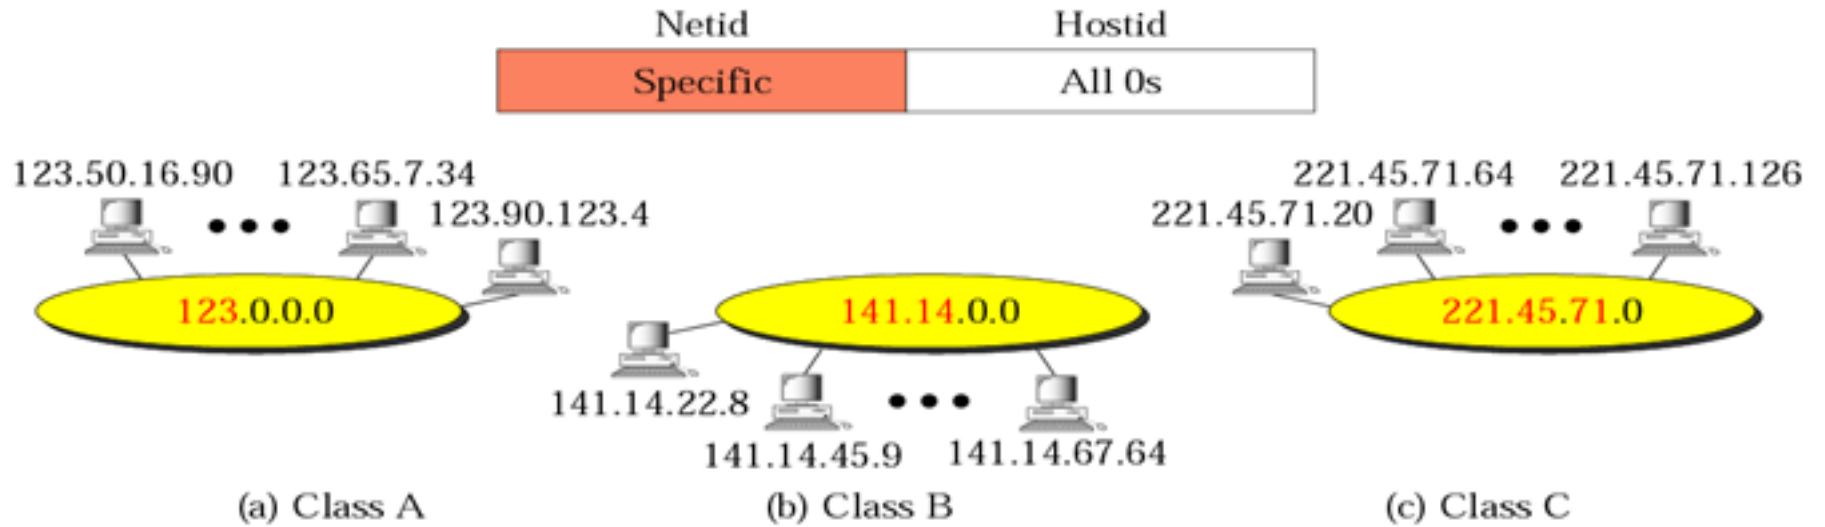 Netid Hostid
Specific All 0s
123.50.16.90 123.65.7.34
123.90.123.4
123.0.0.0
141.14.0.0
141.14.22.8
141.14.45.9 141.14.67.64
221.45.71.64 221.45.71.126
221.45.71.20
221.45.71.0
(a) Class A
(b) Class B
(c) Class C